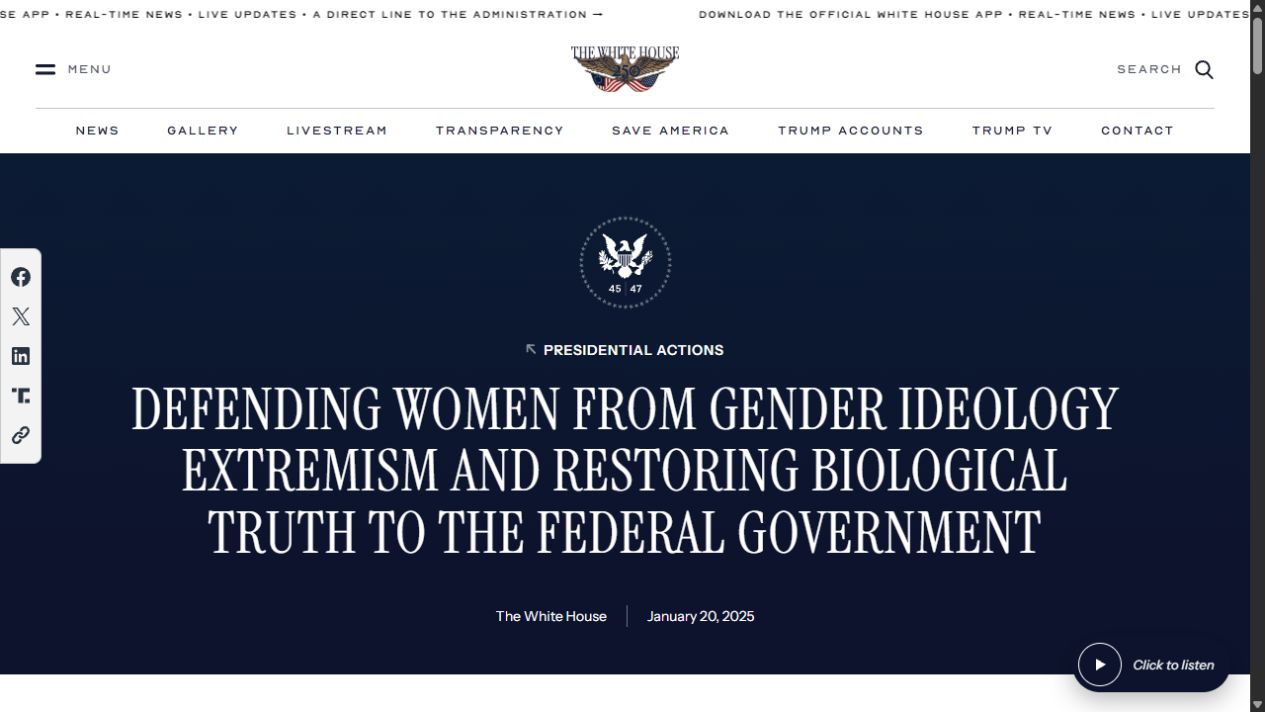 SE APP • REAL-TIME NEWS • LIVE UPDATES • A DIRECT LINE TO THE ADMINISTRATION → DOWNLOAD THE OFFICIAL WHITE HOUSE APP • REAL-TIME NEWS • LIVE UPDATES
MENU
THE WHITE HOUSE
250
SEARCH
NEWS GALLERY LIVESTREAM TRANSPARENCY SAVE AMERICA TRUMP ACCOUNTS TRUMP TV CONTACT
45 | 47
PRESIDENTIAL ACTIONS
DEFENDING WOMEN FROM GENDER IDEOLOGY
EXTREMISM AND RESTORING BIOLOGICAL
TRUTH TO THE FEDERAL GOVERNMENT
The White House | January 20, 2025
Click to listen